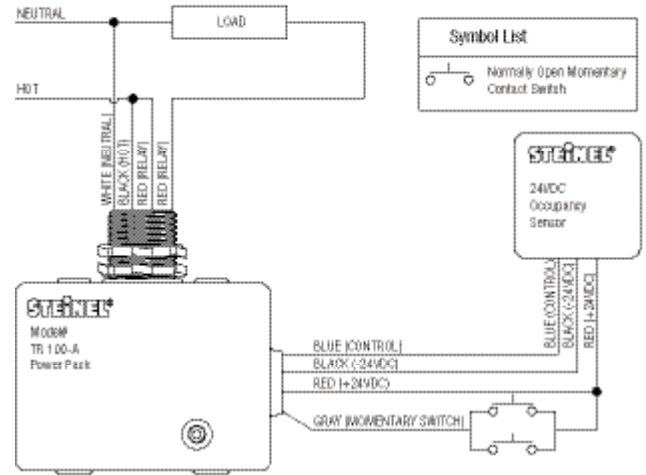 NEUTRAL
LOAD
HOT
WHITE (NEUTRAL)
BLACK (HOT)
RED (RELAY)
RED (RELAY)
Symbol List
Normally Open Momentary
Contact Switch
STEINEL®
24VDC
Occupancy
Sensor
BLUE (CONTROL)
BLACK (-24VDC)
RED (+24VDC)
STEINEL®
Model#
TR 100-A
Power Pack
BLUE (CONTROL)
BLACK (-24VDC)
RED (+24VDC)
GRAY (MOMENTARY SWITCH)